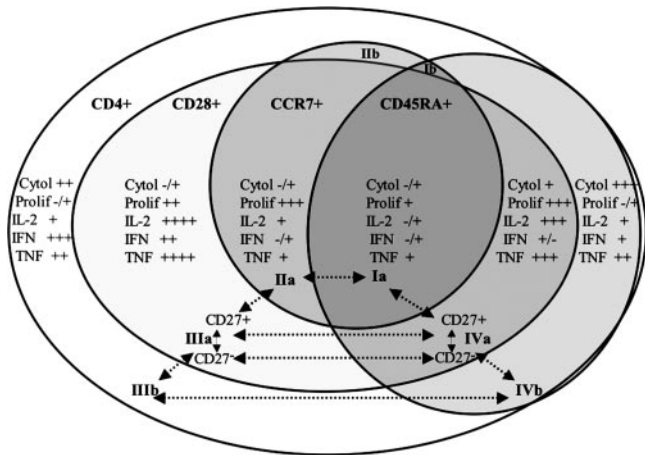 IIb
Ib
CD4+ CD28+ CCR7+ CD45RA+
Cytol ++
Prolif -/+
IL-2 +
IFN +++
TNF ++
Cytol -/+
Prolif ++
IL-2 ++++
IFN ++
TNF ++++
Cytol -/+
Prolif +++
IL-2 +
IFN -/+
TNF +
Cytol -/+
Prolif +
IL-2 -/+
IFN -/+
TNF +
Cytol +
Prolif +++
IL-2 +++
IFN +/-
TNF +++
Cytol +++
Prolif -/+
IL-2 +
IFN +
TNF ++
IIa Ia
CD27+ CD27+
IIIa IVa
CD27- CD27-
IIIb IVb